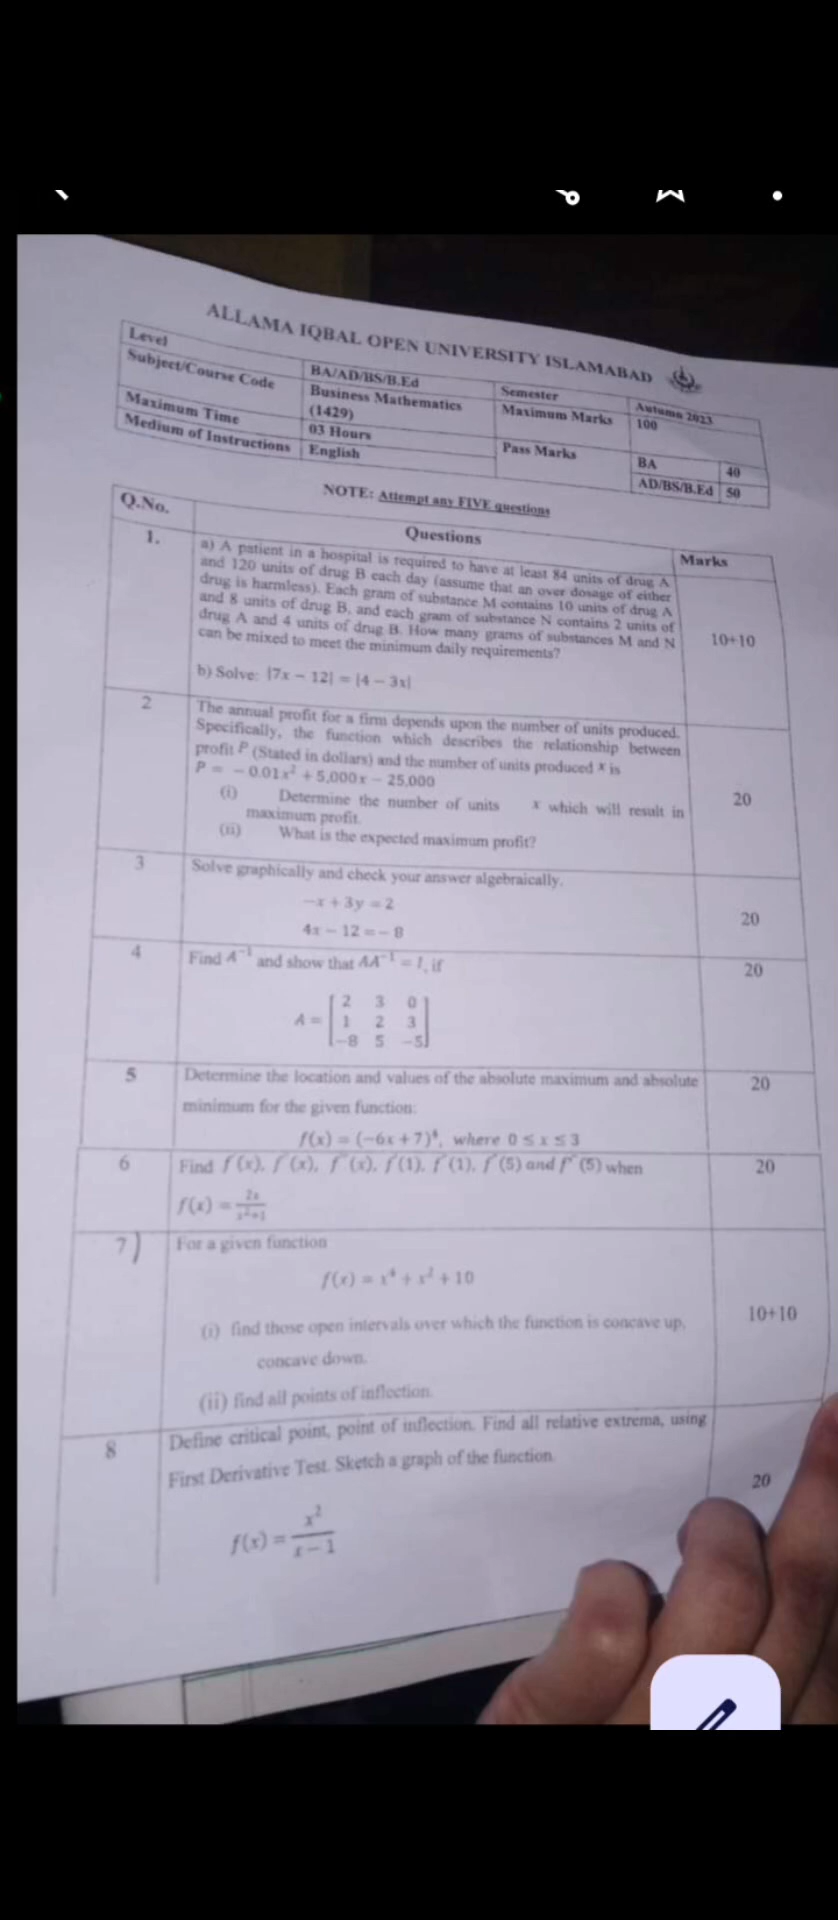 ALLAMA IQBAL OPEN UNIVERSITY ISLAMABAD
Level BA/AD/BS/B.Ed Semester Autumn 2023
Subject/Course Code Business Mathematics (1429) Maximum Marks 100
Maximum Time 03 Hours Pass Marks BA 40
Medium of Instructions English AD/BS/B.Ed 50
NOTE: Attempt any FIVE questions
Q.No. Questions Marks
1. a) A patient in a hospital is required to have at least 84 units of drug A
and 120 units of drug B each day (assume that an over dosage of either
drug is harmless). Each gram of substance M contains 10 units of drug A
and 8 units of drug B, and each gram of substance N contains 2 units of
drug A and 4 units of drug B. How many grams of substances M and N
can be mixed to meet the minimum daily requirements?
10+10
b) Solve: |7x − 12| = |4 − 3x|
2 The annual profit for a firm depends upon the number of units produced.
Specifically, the function which describes the relationship between
profit P (Stated in dollars) and the number of units produced x is
P = − 0.01x² + 5,000x − 25,000
(i) Determine the number of units x which will result in
maximum profit.
(ii) What is the expected maximum profit?
20
3 Solve graphically and check your answer algebraically.
−x + 3y = 2
4x − 12 = − 8
20
4 Find A⁻¹ and show that AA⁻¹ = I, if
20
A = [2 3 0
1 2 3
−8 5 −5]
5 Determine the location and values of the absolute maximum and absolute
minimum for the given function:
20
f(x) = (−6x + 7)⁴, where 0 ≤ x ≤ 3
6 Find f(x), f(x), f(x), f(1), f(1), f(5) and f(5) when
20
f(x) = 2x/x²+1
7) For a given function
f(x) = x⁴ + x² + 10
10+10
(i) find those open intervals over which the function is concave up,
concave down.
(ii) find all points of inflection.
8 Define critical point, point of inflection. Find all relative extrema, using
First Derivative Test. Sketch a graph of the function.
20
f(x) = x²/x − 1